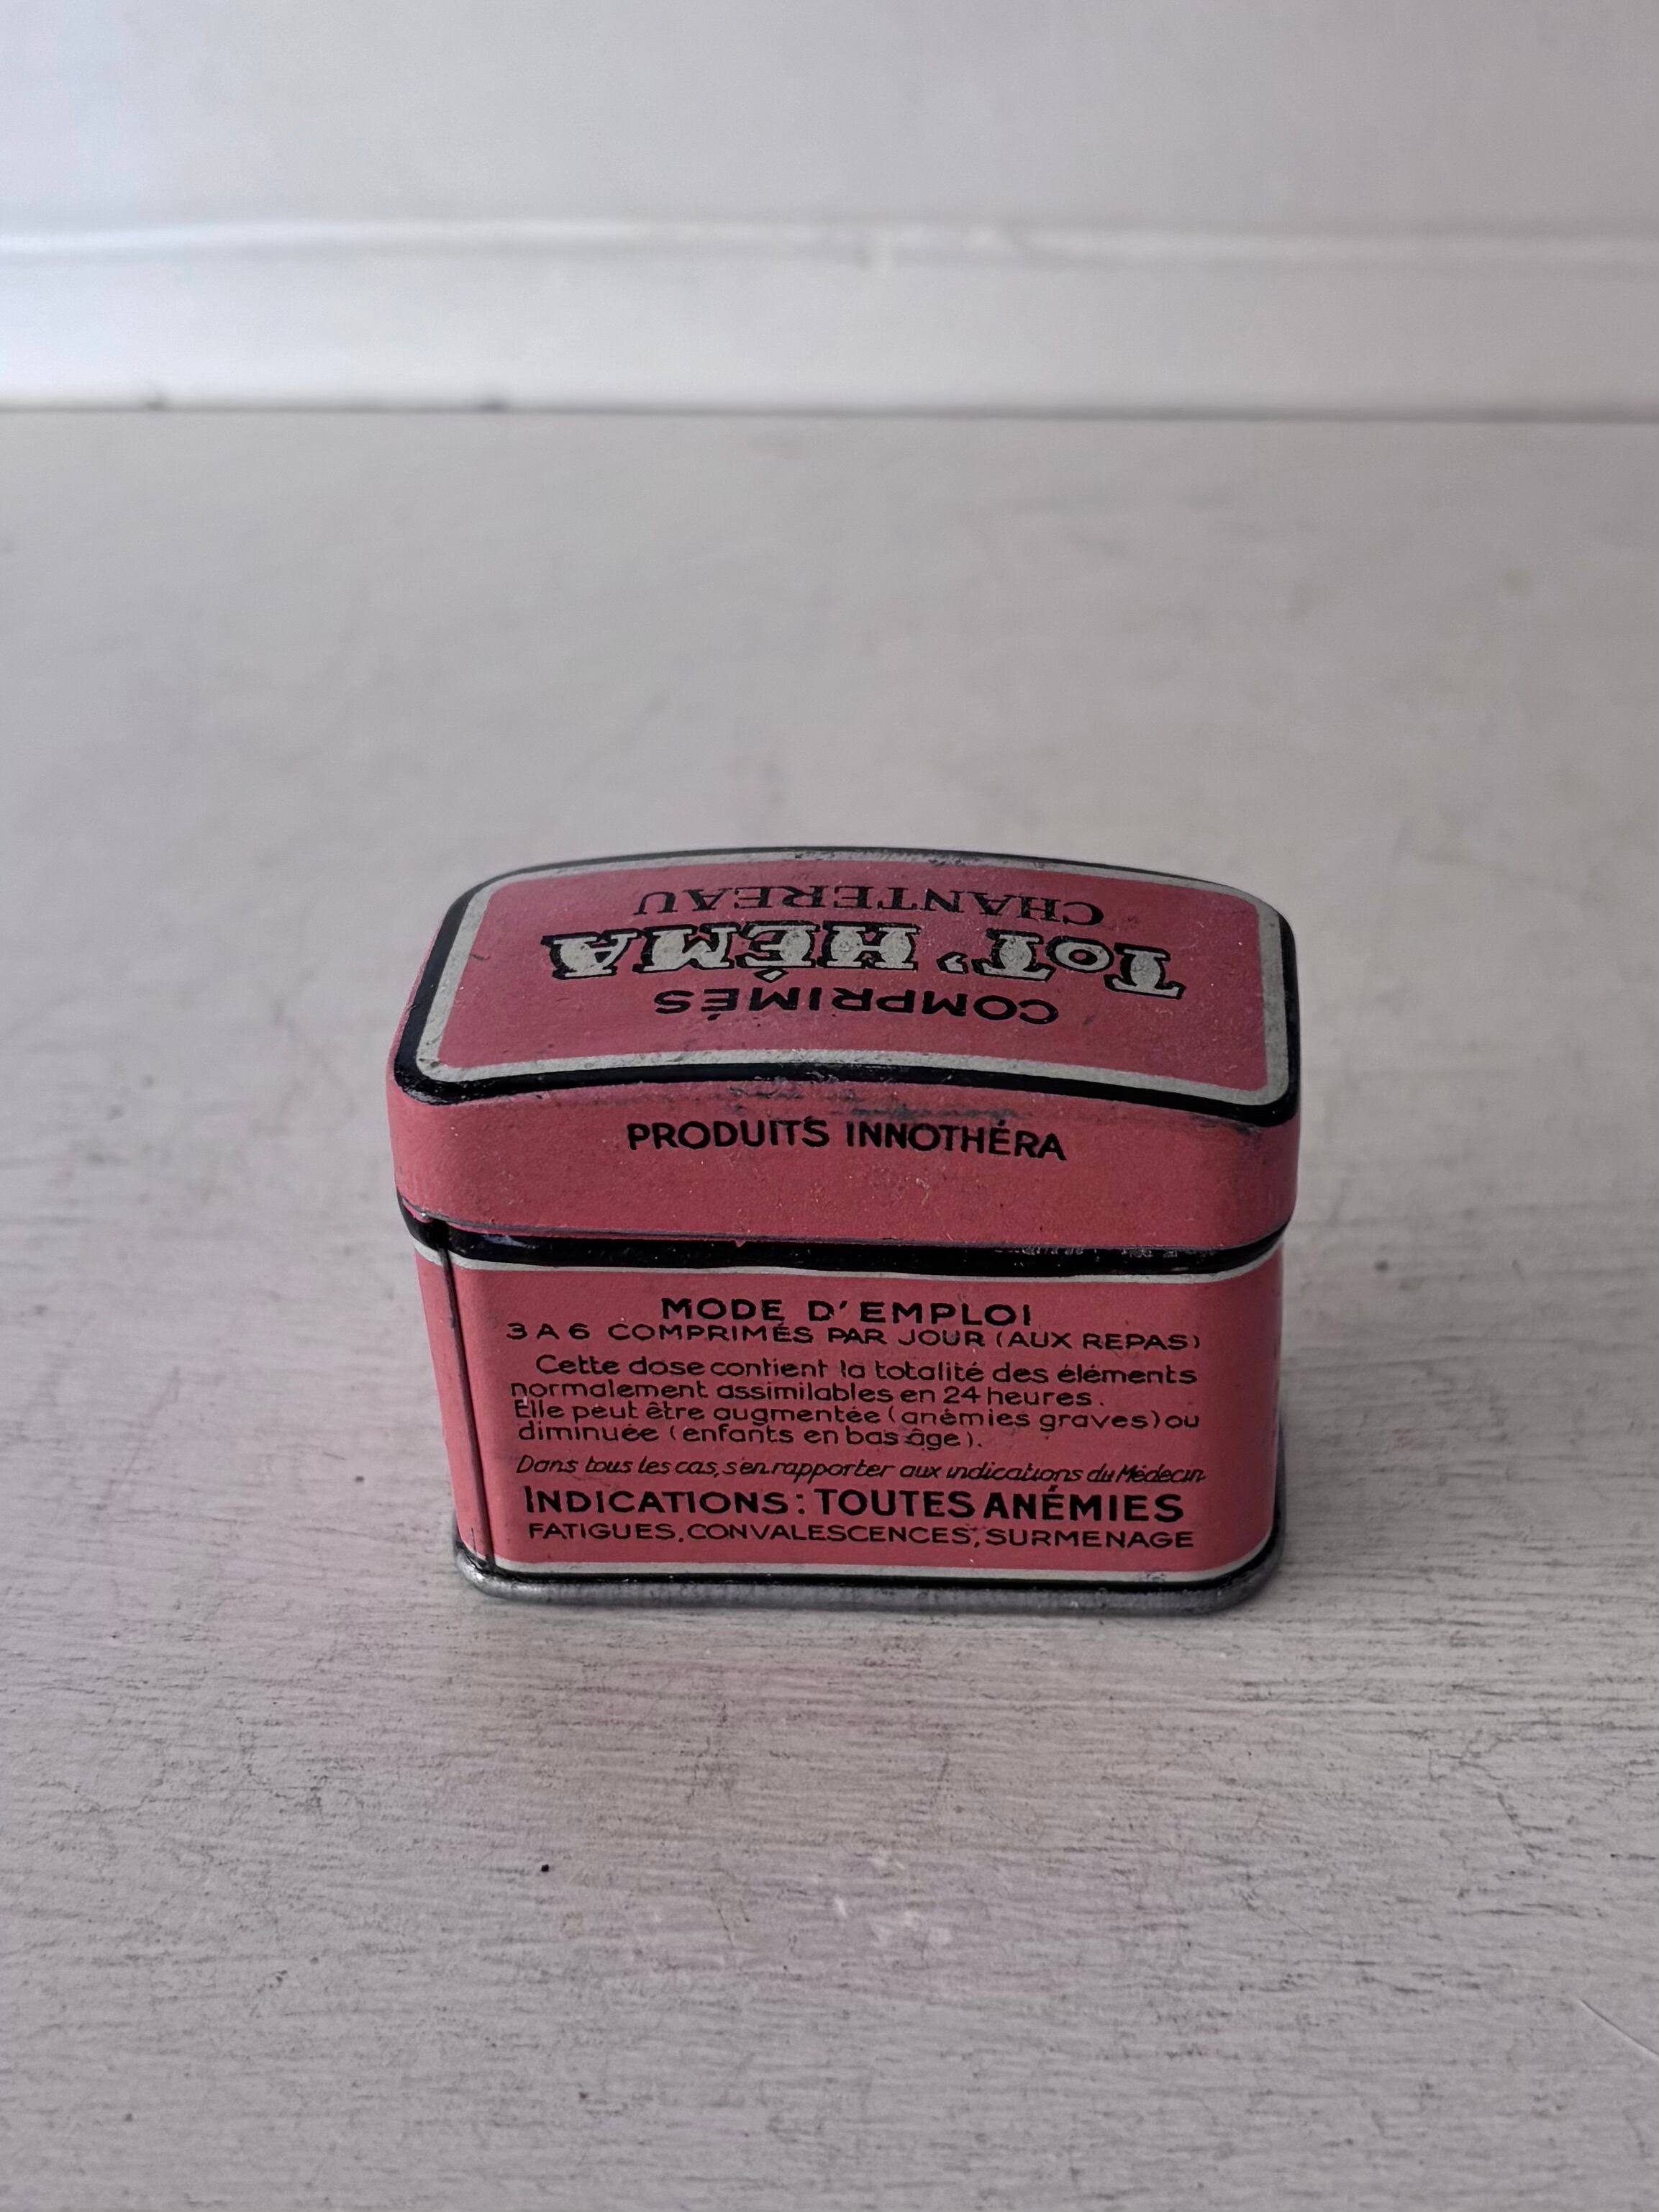 COMPRIMÉS
TOT'HÉMA
CHANTEREAU
PRODUITS INNOTHÉRA
MODE D'EMPLOI
3 A 6 COMPRIMÉS PAR JOUR (AUX REPAS)
Cette dose contient la totalité des éléments
normalement assimilables en 24 heures.
Elle peut être augmentée (anémies graves) ou
diminuée (enfants en bas âge).
Dans tous les cas, s'en rapporter aux indications du Médecin
INDICATIONS: TOUTES ANÉMIES
FATIGUES, CONVALESCENCES, SURMENAGE